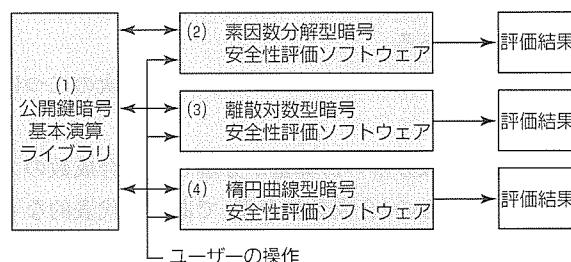 (1)
公開鍵暗号
基本演算
ライブラリ
(2) 素因数分解型暗号
安全性評価ソフトウェア
評価結果
(3) 離散対数型暗号
安全性評価ソフトウェア
評価結果
(4) 楕円曲線型暗号
安全性評価ソフトウェア
評価結果
ユーザーの操作